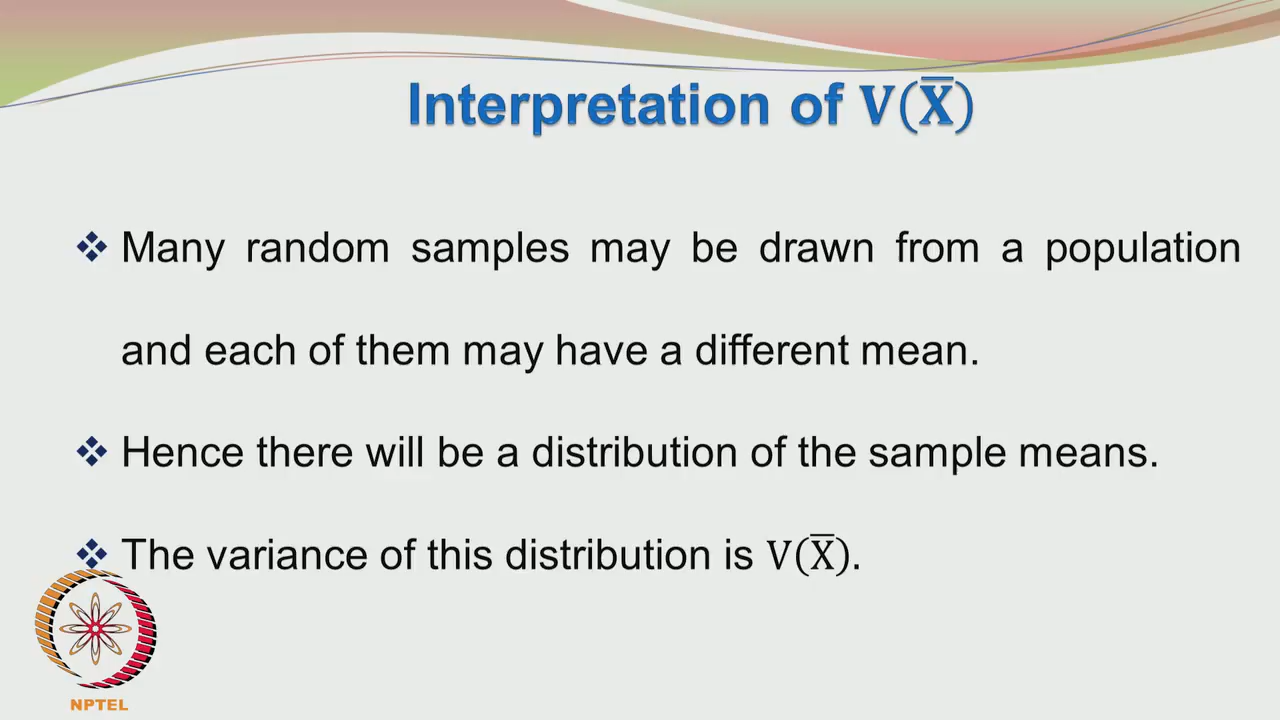 Interpretation of V(X̅)
❖ Many random samples may be drawn from a population
and each of them may have a different mean.
❖ Hence there will be a distribution of the sample means.
❖ The variance of this distribution is V(X̅).
NPTEL